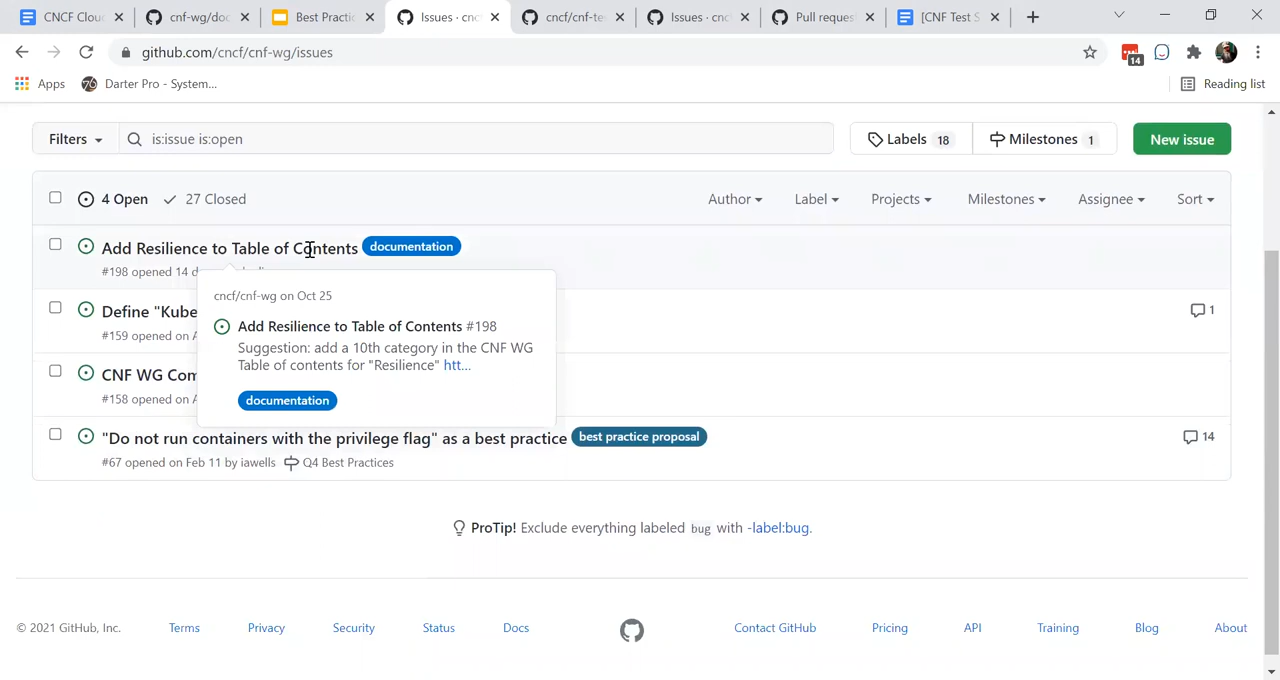 CNCF Clou
cnf-wg/doc
Best Practic
Issues · cnc
cncf/cnf-te
Issues · cnc
Pull reques
[CNF Test S
github.com/cncf/cnf-wg/issues
14
Apps
Darter Pro - System...
Reading list
Filters
is:issue is:open
Labels 18
Milestones 1
New issue
4 Open
27 Closed
Author
Label
Projects
Milestones
Assignee
Sort
Add Resilience to Table of Contents documentation
#198 opened 14 d
cncf/cnf-wg on Oct 25
Add Resilience to Table of Contents #198
Suggestion: add a 10th category in the CNF WG
Table of contents for "Resilience" htt...
documentation
Define "Kube
1
#159 opened on A
CNF WG Com
#158 opened on A
"Do not run containers with the privilege flag" as a best practice best practice proposal
14
#67 opened on Feb 11 by iawells Q4 Best Practices
ProTip! Exclude everything labeled bug with -label:bug.
© 2021 GitHub, Inc.
Terms
Privacy
Security
Status
Docs
Contact GitHub
Pricing
API
Training
Blog
About